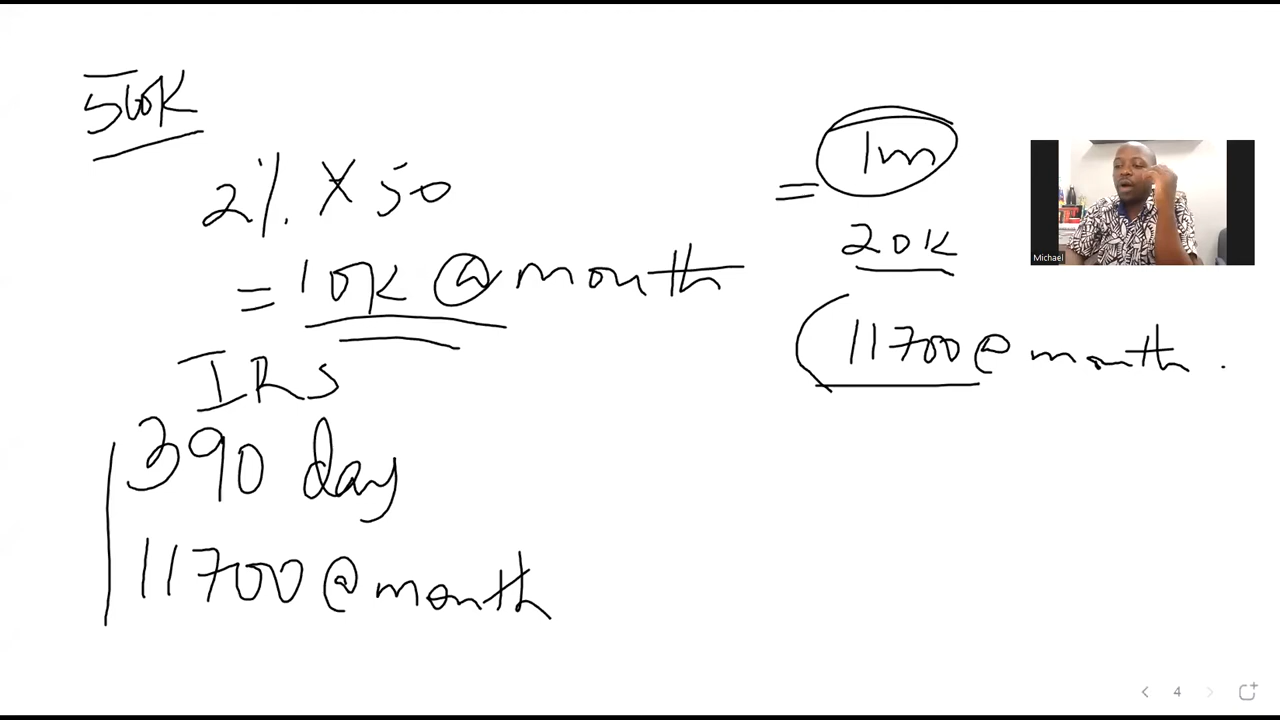 500K
2% X 50
= 10K @ month
IRS
390 day
11700 @ month
= 1m
20K
11700 @ month.
Michael
4